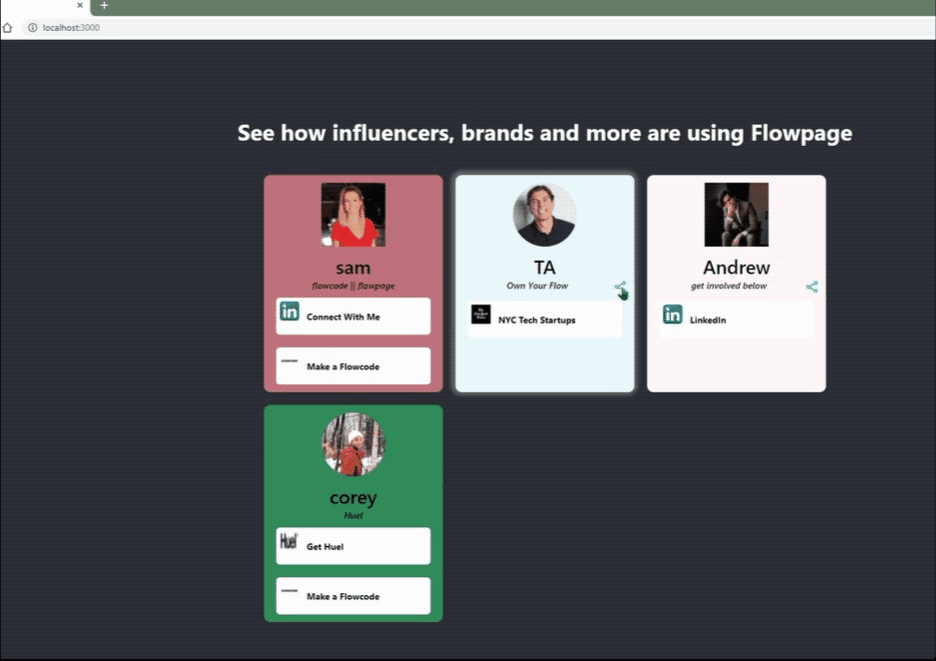 localhost:3000
See how influencers, brands and more are using Flowpage
sam
flowcode || flowpage
Connect With Me
Make a Flowcode
TA
Own Your Flow
NYC Tech Startups
Andrew
get involved below
LinkedIn
corey
Huel
Huel
Get Huel
Make a Flowcode